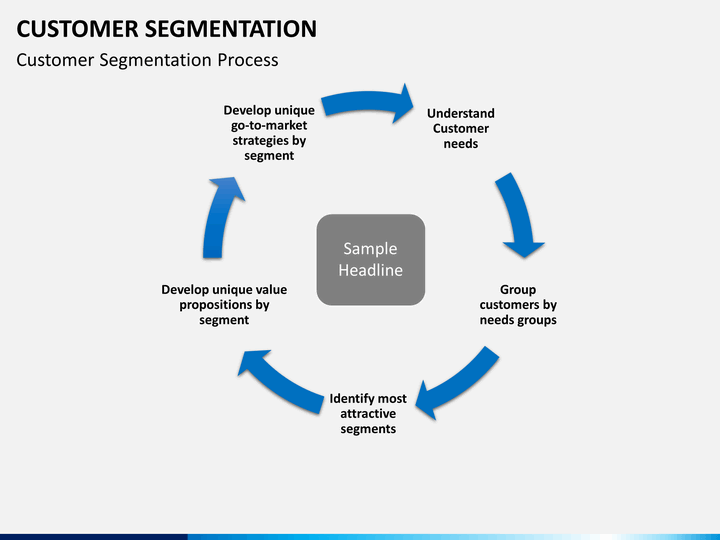 CUSTOMER SEGMENTATION
Customer Segmentation Process
Develop unique
go-to-market
strategies by
segment
Understand
Customer
needs
Sample
Headline
Develop unique value
propositions by
segment
Group
customers by
needs groups
Identify most
attractive
segments